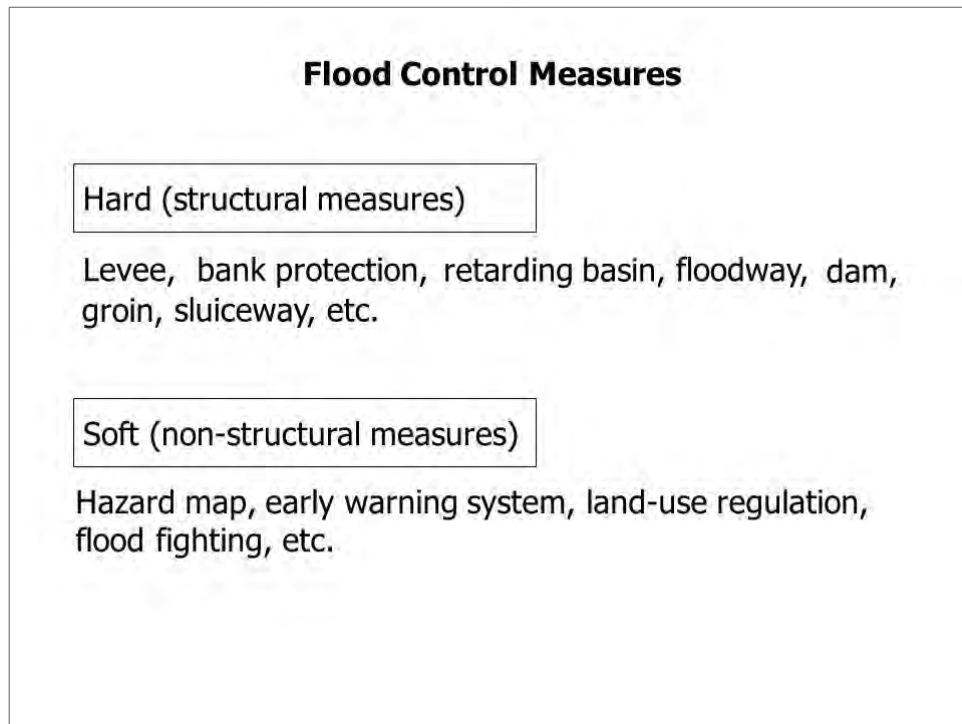 Flood Control Measures
Hard (structural measures)
Levee, bank protection, retarding basin, floodway, dam,
groin, sluiceway, etc.
Soft (non-structural measures)
Hazard map, early warning system, land-use regulation,
flood fighting, etc.